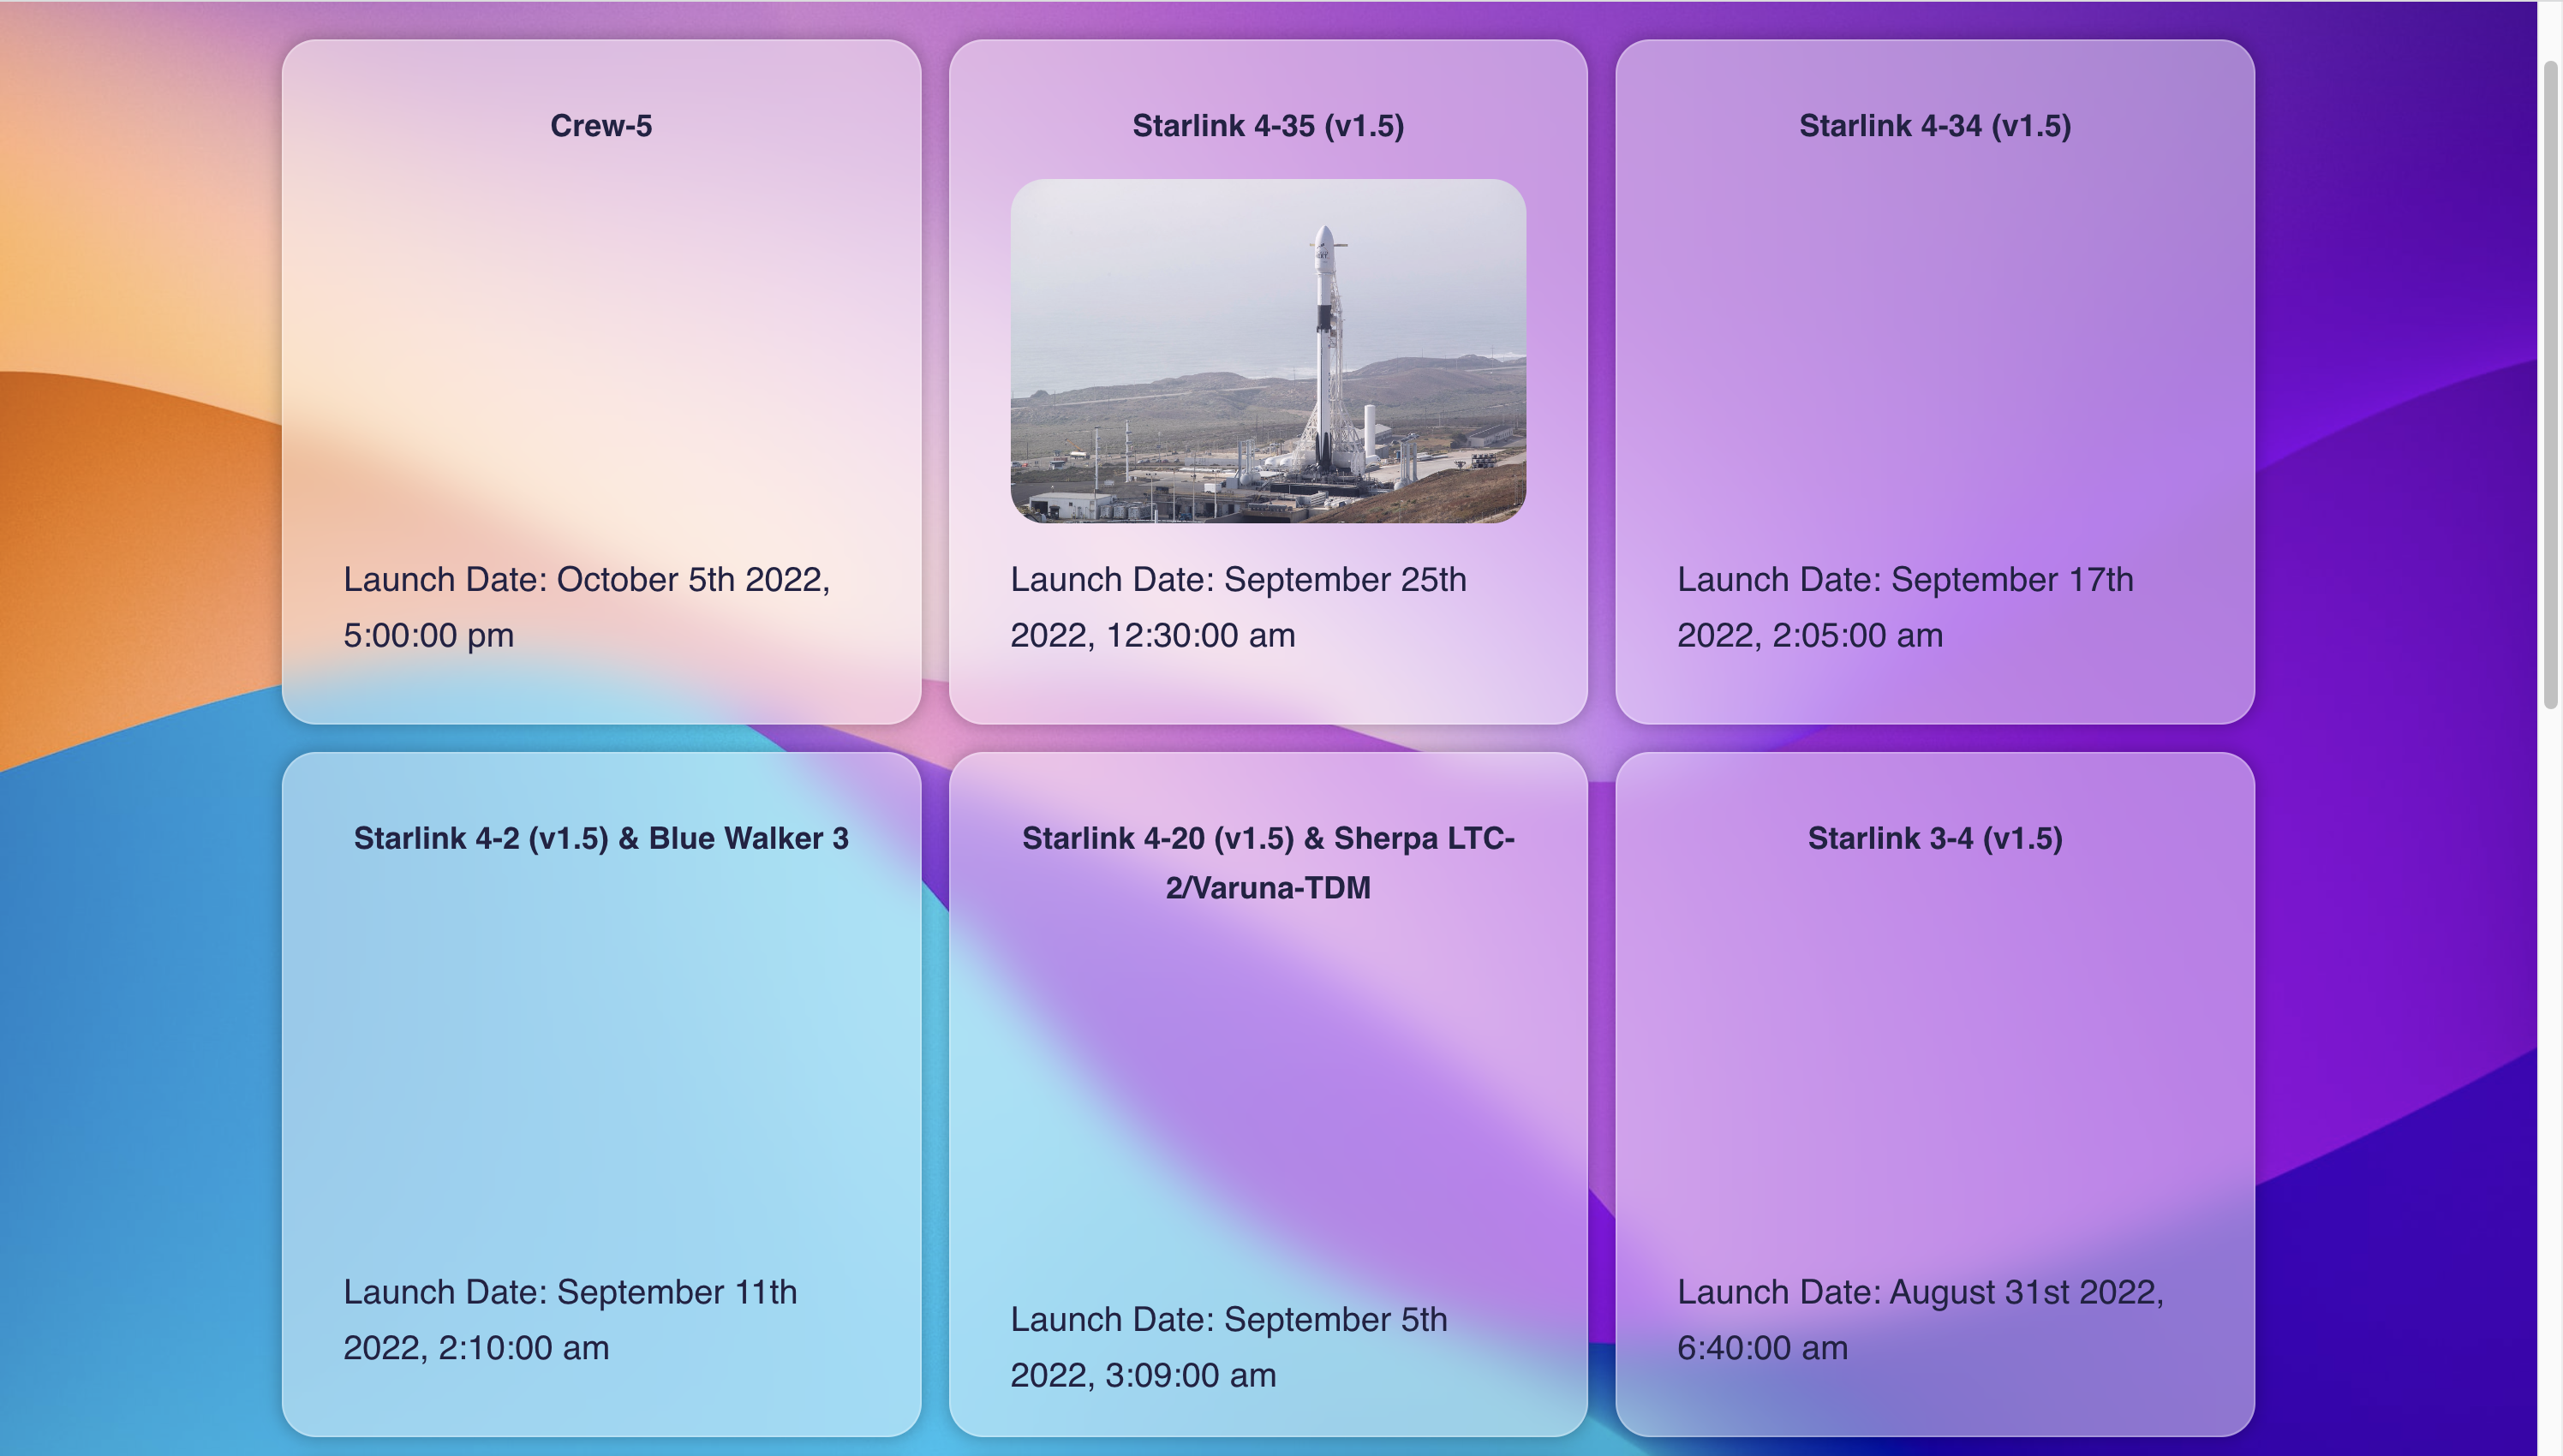 Crew-5
Launch Date: October 5th 2022,
5:00:00 pm
Starlink 4-35 (v1.5)
Launch Date: September 25th
2022, 12:30:00 am
Starlink 4-34 (v1.5)
Launch Date: September 17th
2022, 2:05:00 am
Starlink 4-2 (v1.5) & Blue Walker 3
Launch Date: September 11th
2022, 2:10:00 am
Starlink 4-20 (v1.5) & Sherpa LTC-
2/Varuna-TDM
Launch Date: September 5th
2022, 3:09:00 am
Starlink 3-4 (v1.5)
Launch Date: August 31st 2022,
6:40:00 am